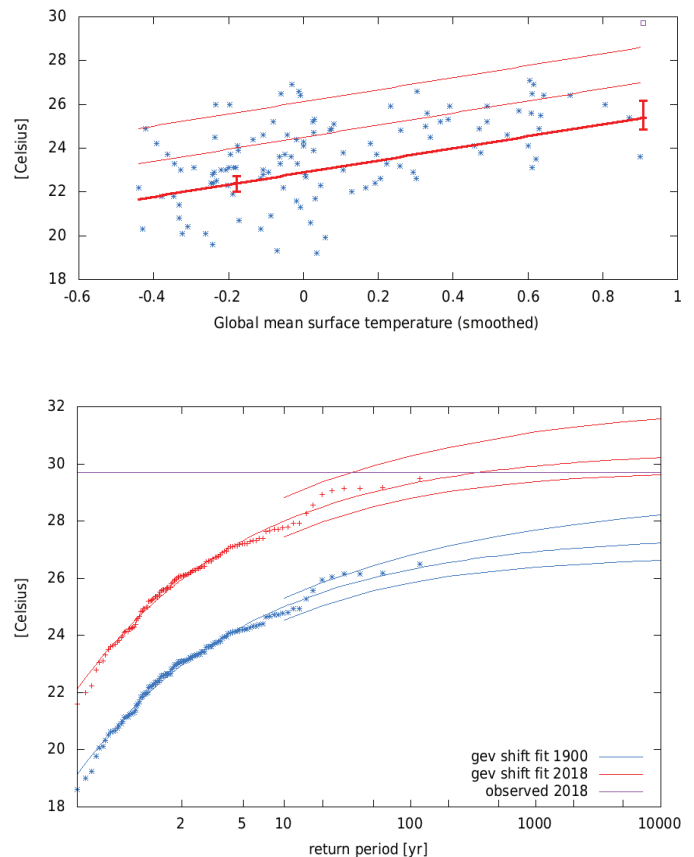 30
28
26
24
22
20
18
[Celsius]
-0.6 -0.4 -0.2 0 0.2 0.4 0.6 0.8 1
Global mean surface temperature (smoothed)
32
30
28
26
24
22
20
18
[Celsius]
gev shift fit 1900
gev shift fit 2018
observed 2018
2 5 10 100 1000 10000
return period [yr]